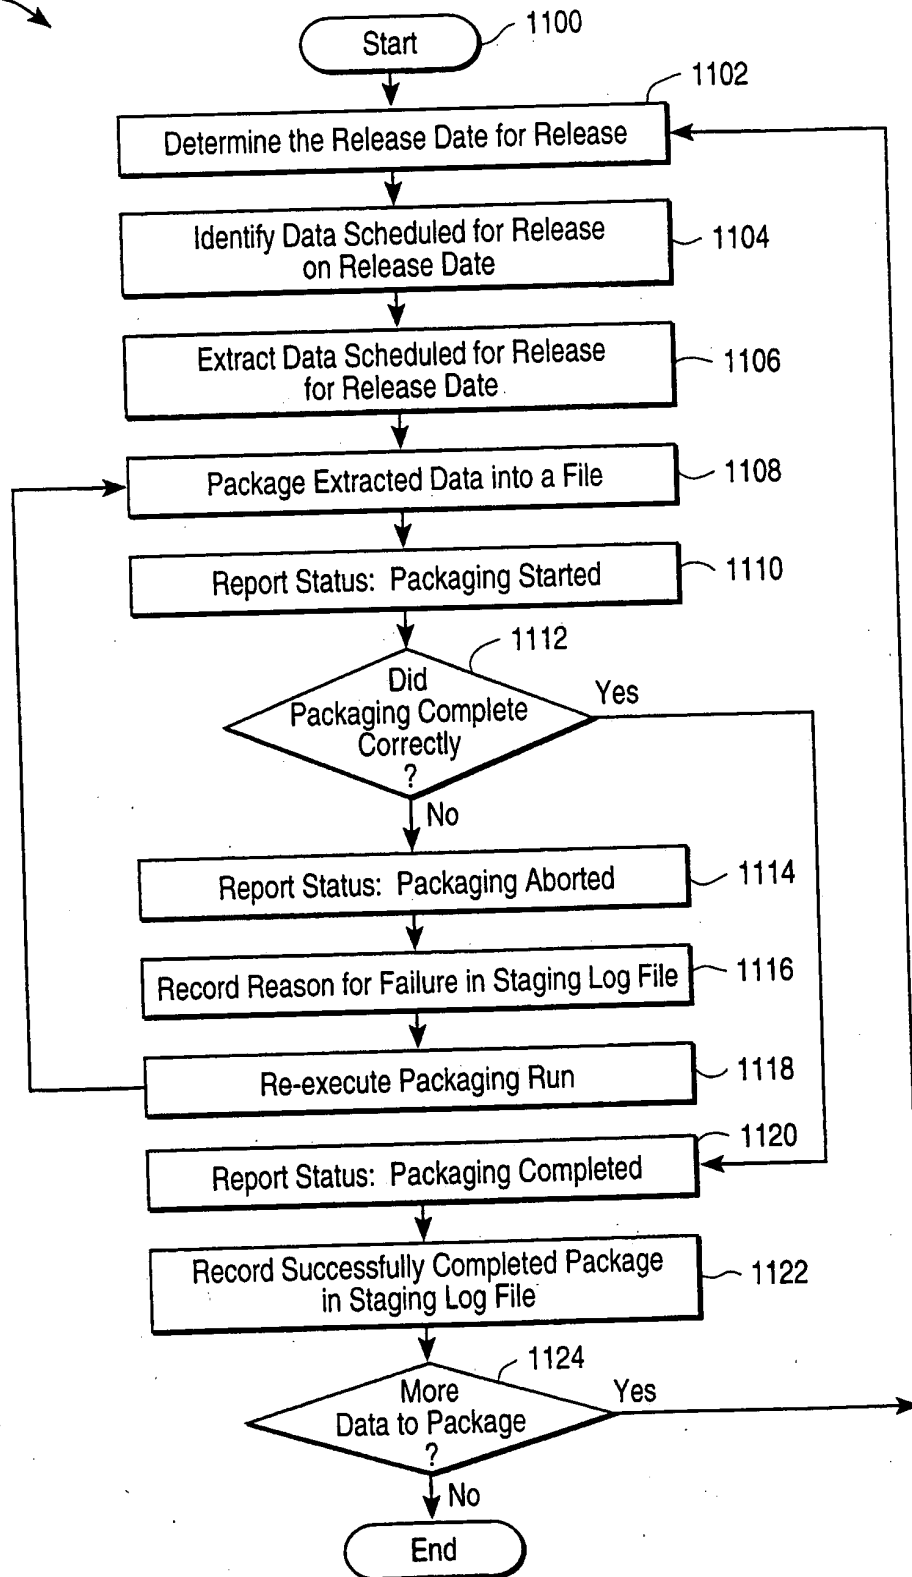 Start
1100
1102
Determine the Release Date for Release
Identify Data Scheduled for Release
on Release Date
1104
Extract Data Scheduled for Release
for Release Date
1106
Package Extracted Data into a File
1108
Report Status: Packaging Started
1110
1112
Did
Packaging Complete
Correctly
?
Yes
No
Report Status: Packaging Aborted
1114
Record Reason for Failure in Staging Log File
1116
Re-execute Packaging Run
1118
1120
Report Status: Packaging Completed
Record Successfully Completed Package
in Staging Log File
1122
1124
More
Data to Package
?
Yes
No
End